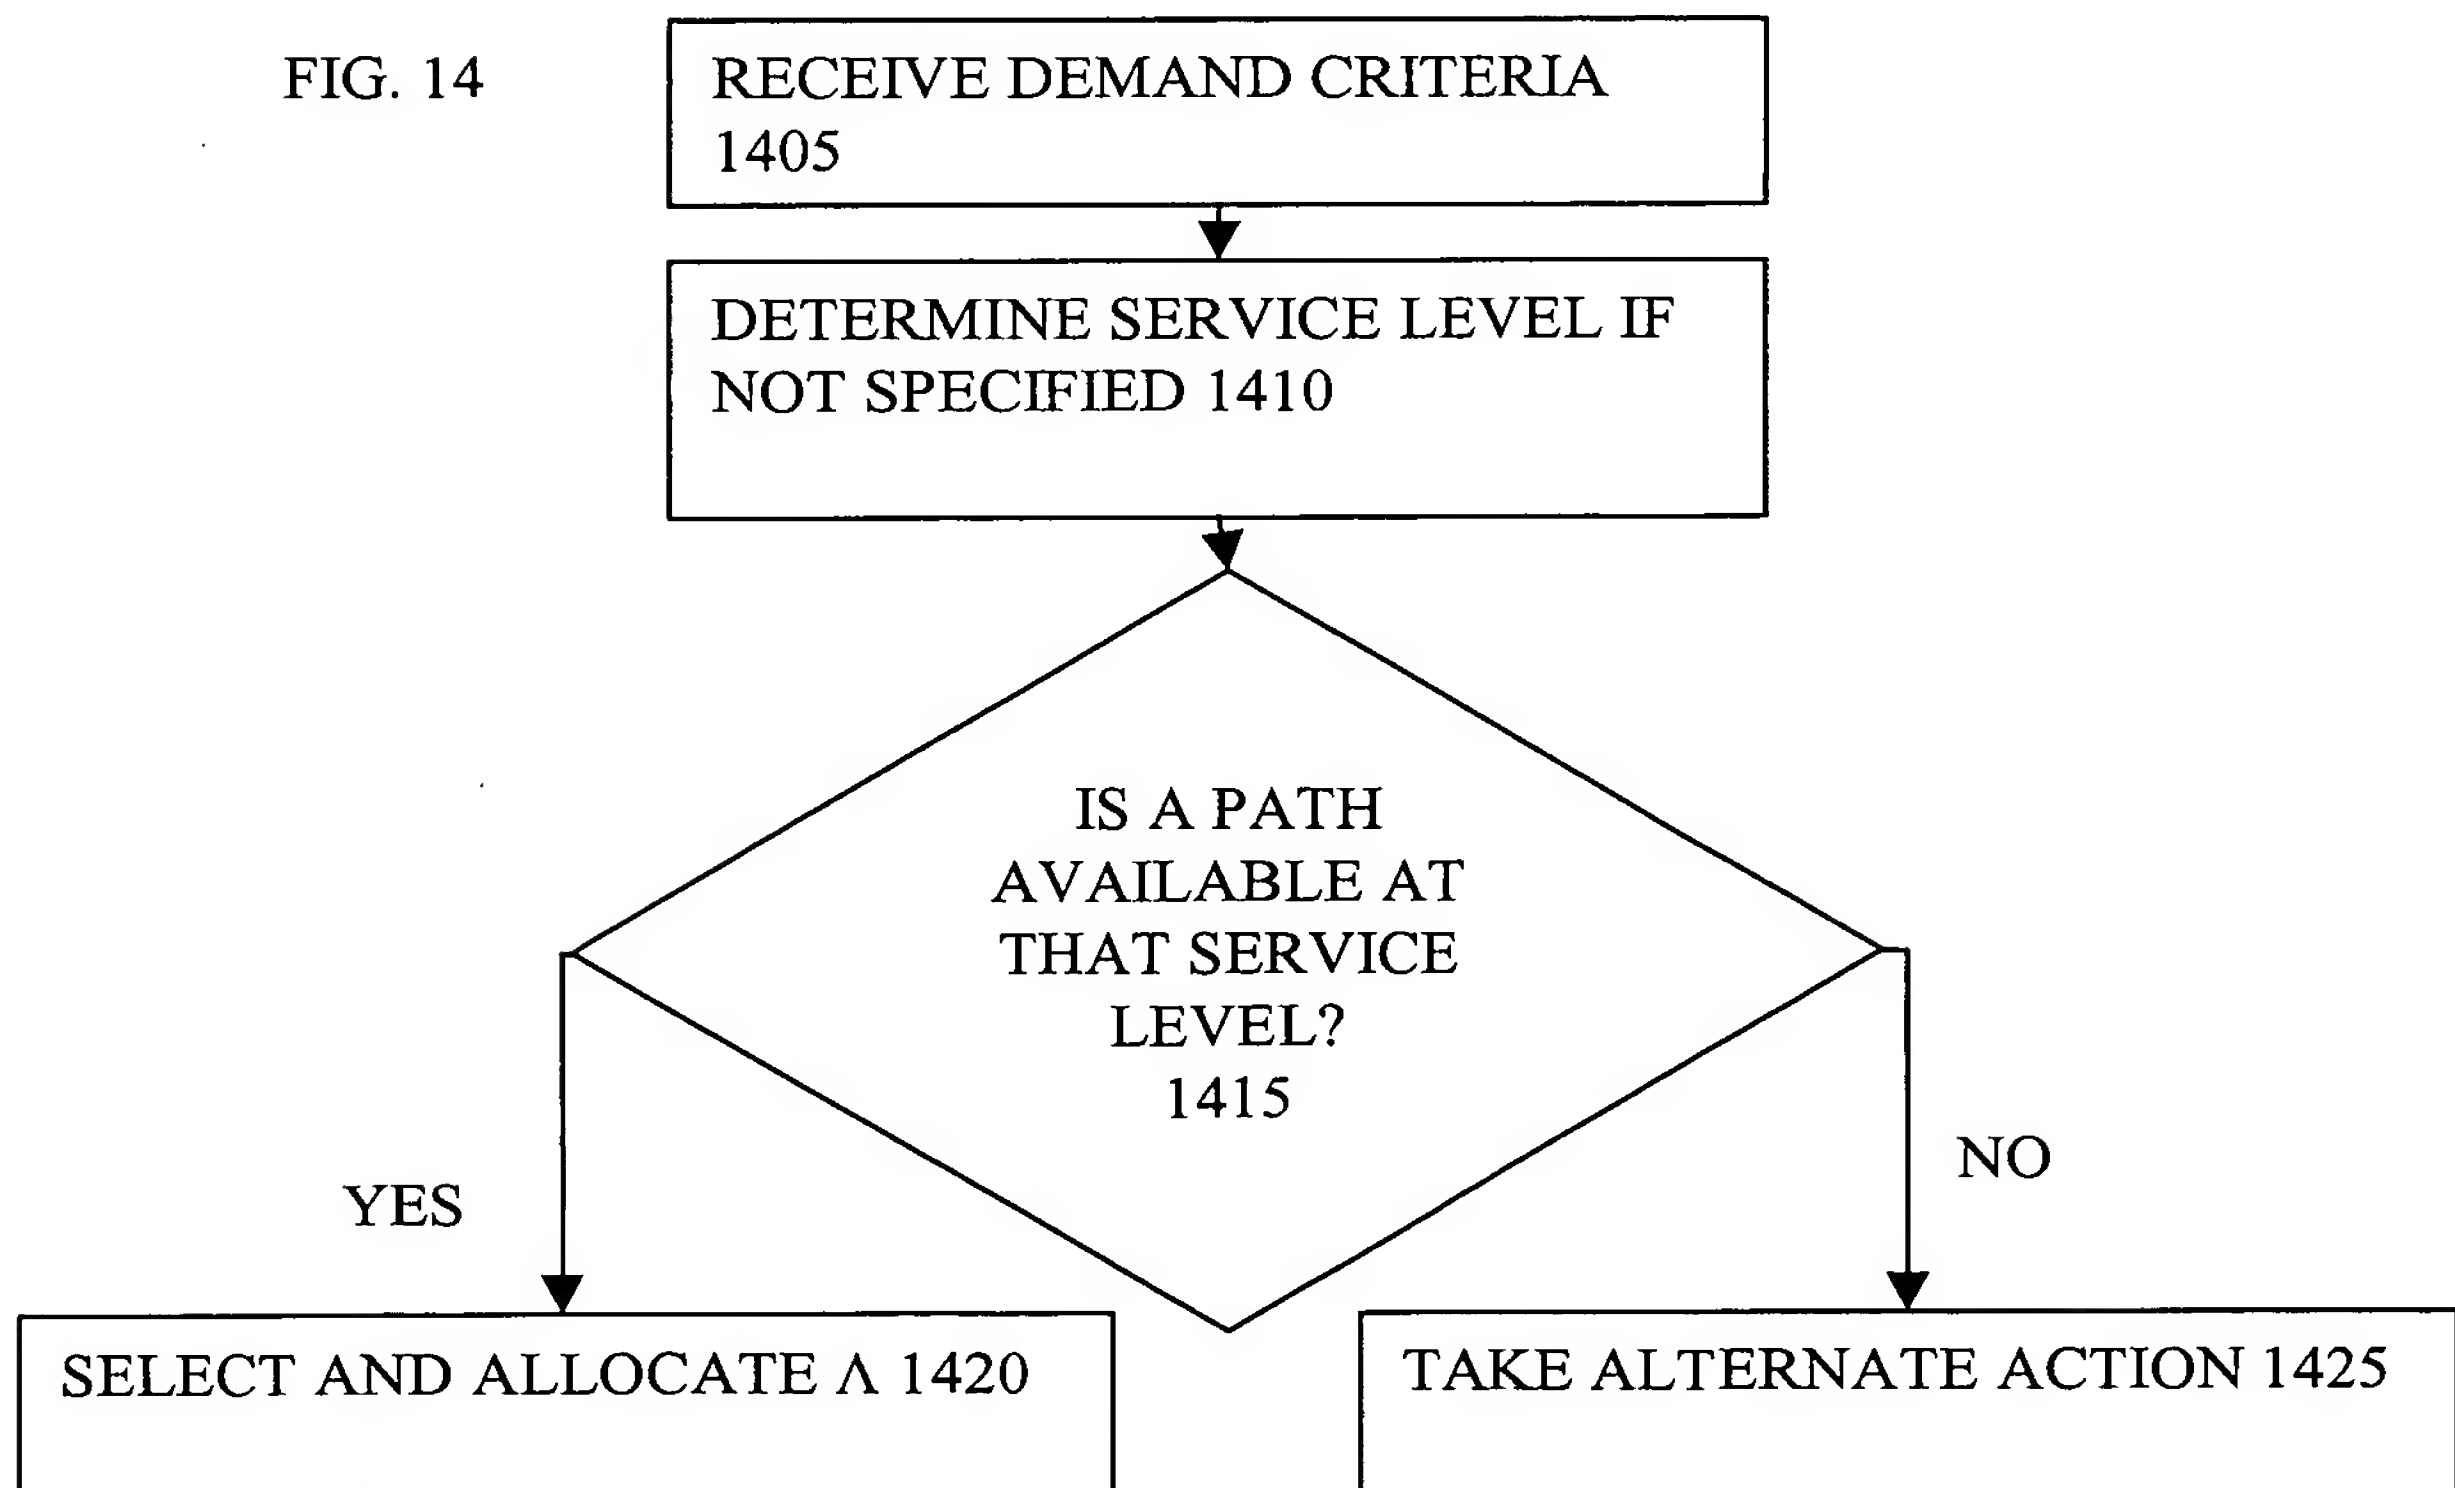 FIG. 14
RECEIVE DEMAND CRITERIA
1405
DETERMINE SERVICE LEVEL IF
NOT SPECIFIED 1410
IS A PATH
AVAILABLE AT
THAT SERVICE
LEVEL?
1415
YES
NO
SELECT AND ALLOCATE Λ 1420
TAKE ALTERNATE ACTION 1425